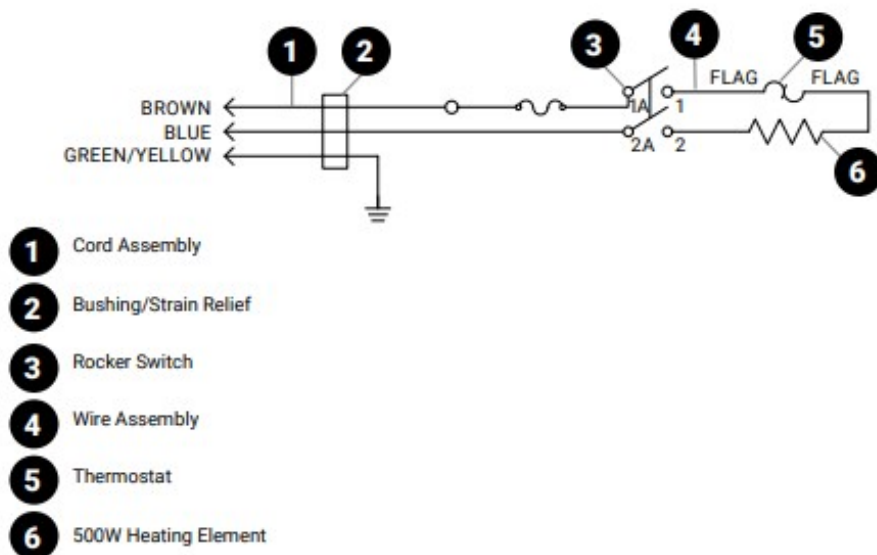 1 2 3 4 5
FLAG FLAG
BROWN 1A 1
BLUE
2A 2
GREEN/YELLOW
6
1 Cord Assembly
2 Bushing/Strain Relief
3 Rocker Switch
4 Wire Assembly
5 Thermostat
6 500W Heating Element